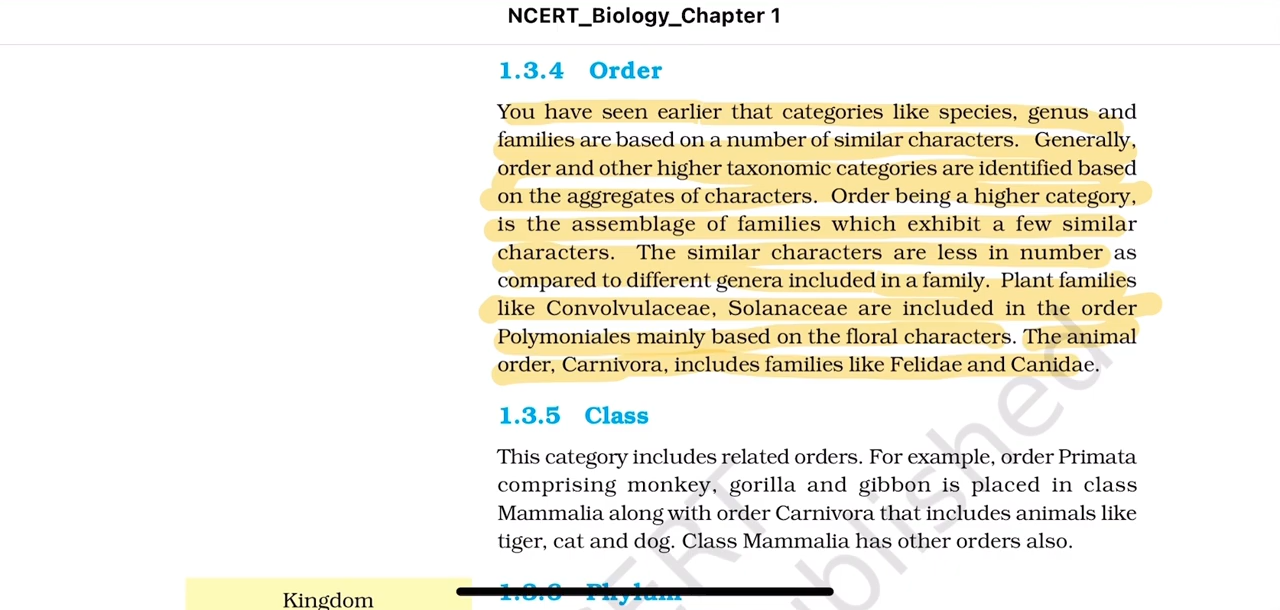 NCERT_Biology_Chapter 1
1.3.4 Order
You have seen earlier that categories like species, genus and
families are based on a number of similar characters. Generally,
order and other higher taxonomic categories are identified based
on the aggregates of characters. Order being a higher category,
is the assemblage of families which exhibit a few similar
characters. The similar characters are less in number as
compared to different genera included in a family. Plant families
like Convolvulaceae, Solanaceae are included in the order
Polymoniales mainly based on the floral characters. The animal
order, Carnivora, includes families like Felidae and Canidae.
1.3.5 Class
This category includes related orders. For example, order Primata
comprising monkey, gorilla and gibbon is placed in class
Mammalia along with order Carnivora that includes animals like
tiger, cat and dog. Class Mammalia has other orders also.
1.3.6 Phylum
Kingdom